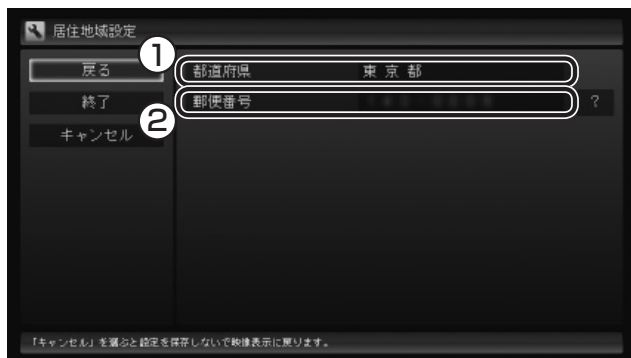 居住地域設定
①
戻る
都道府県 東京都
終了
郵便番号 ?
②
キャンセル
「キャンセル」を選ぶと設定を保存しないで映像表示に戻ります。